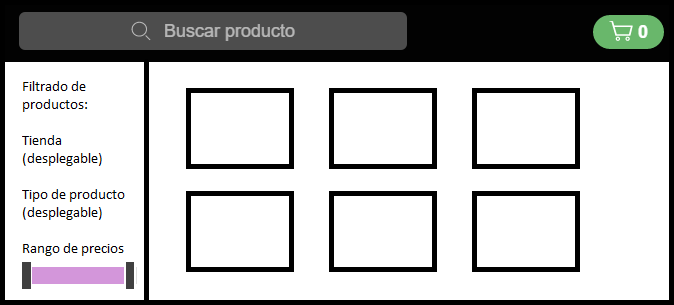 Buscar producto
0
Filtrado de
productos:
Tienda
(desplegable)
Tipo de producto
(desplegable)
Rango de precios